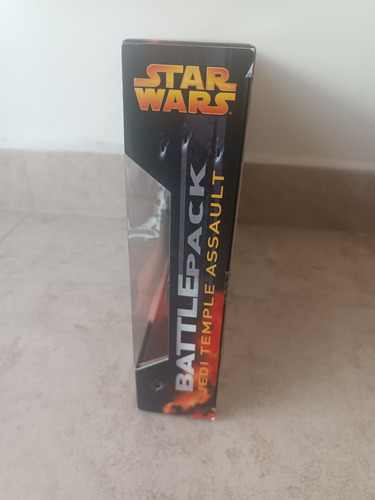 STAR
WARS
BATTLEPACK
JEDI TEMPLE ASSAULT